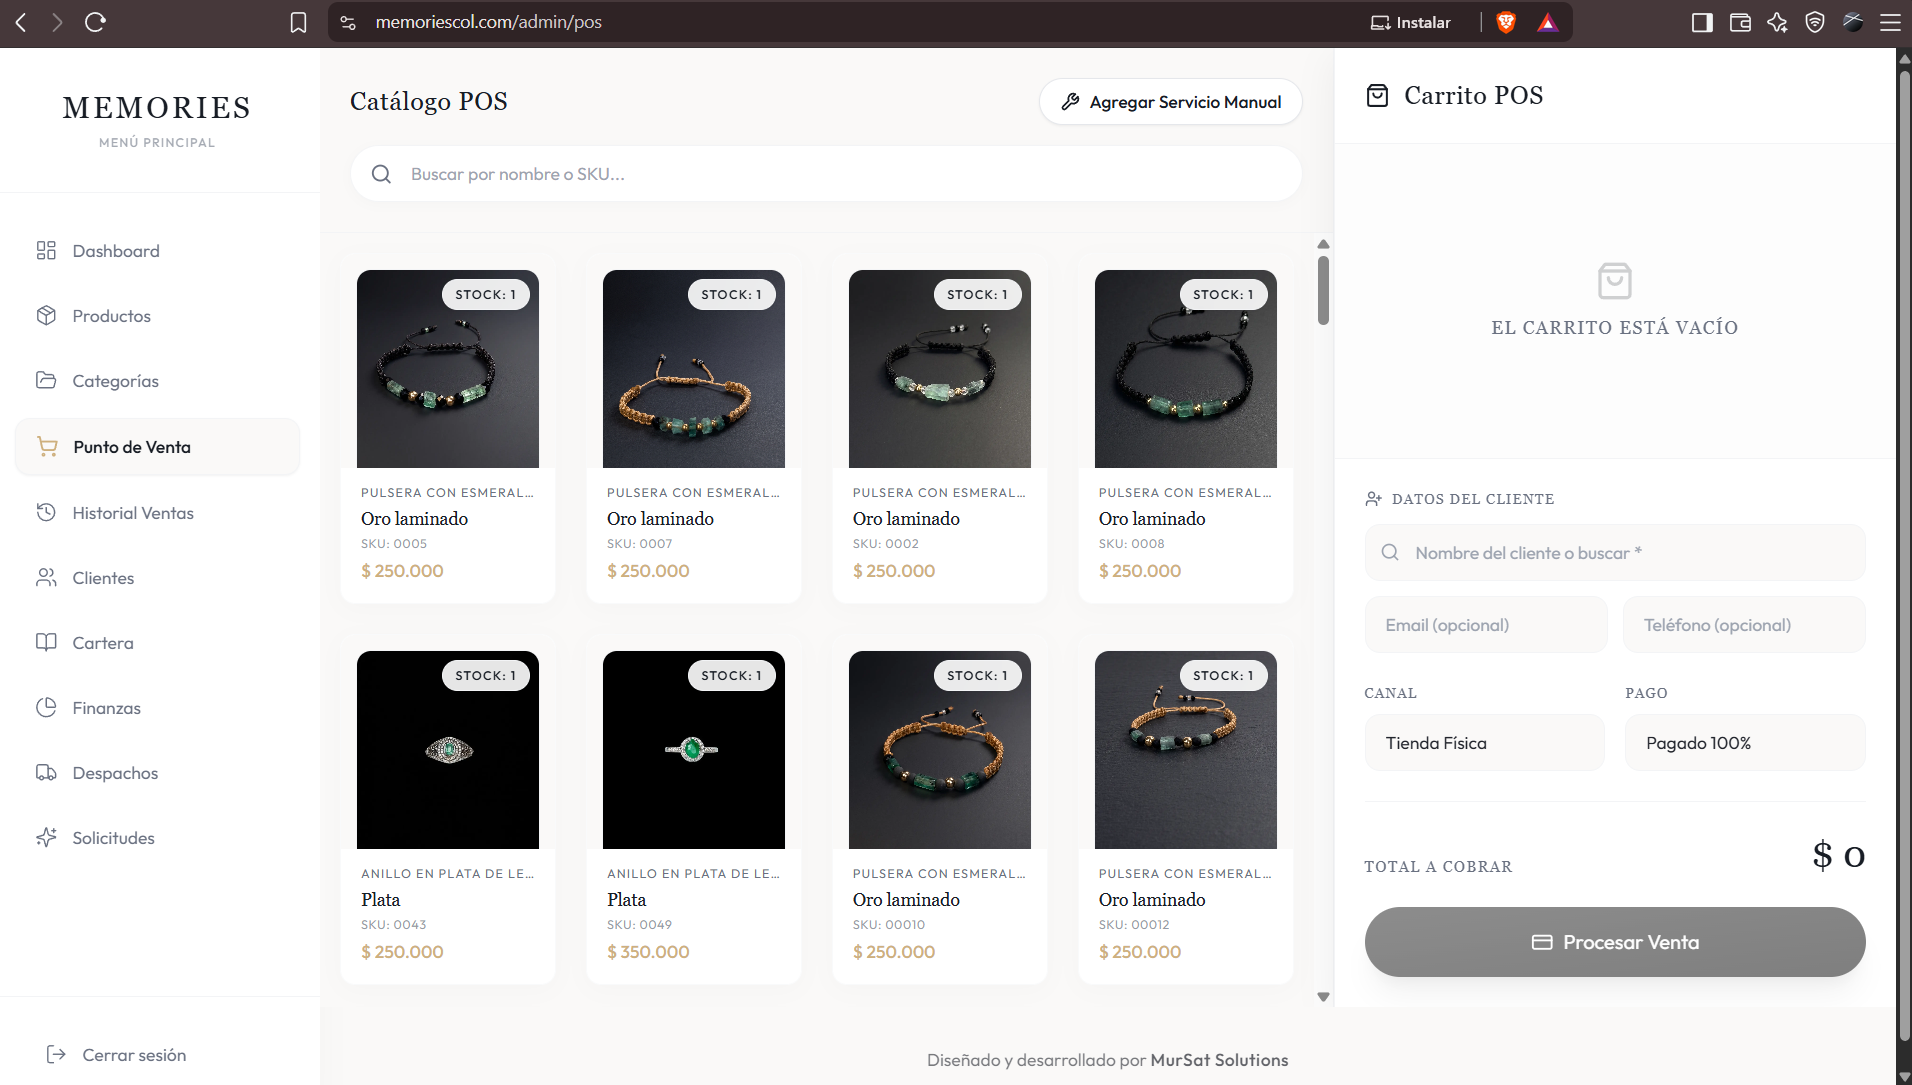 memoriescol.com/admin/pos
Instalar
MEMORIES
MENÚ PRINCIPAL
Dashboard
Productos
Categorías
Punto de Venta
Historial Ventas
Clientes
Cartera
Finanzas
Despachos
Solicitudes
Cerrar sesión
Catálogo POS
Agregar Servicio Manual
Buscar por nombre o SKU...
STOCK: 1
PULSERA CON ESMERAL...
Oro laminado
SKU: 0005
$ 250.000
STOCK: 1
PULSERA CON ESMERAL...
Oro laminado
SKU: 0007
$ 250.000
STOCK: 1
PULSERA CON ESMERAL...
Oro laminado
SKU: 0002
$ 250.000
STOCK: 1
PULSERA CON ESMERAL...
Oro laminado
SKU: 0008
$ 250.000
STOCK: 1
ANILLO EN PLATA DE LE...
Plata
SKU: 0043
$ 250.000
STOCK: 1
ANILLO EN PLATA DE LE...
Plata
SKU: 0049
$ 350.000
STOCK: 1
PULSERA CON ESMERAL...
Oro laminado
SKU: 00010
$ 250.000
STOCK: 1
PULSERA CON ESMERAL...
Oro laminado
SKU: 00012
$ 250.000
Carrito POS
EL CARRITO ESTÁ VACÍO
DATOS DEL CLIENTE
Nombre del cliente o buscar *
Email (opcional)
Teléfono (opcional)
CANAL
PAGO
Tienda Física
Pagado 100%
TOTAL A COBRAR
$ 0
Procesar Venta
Diseñado y desarrollado por MurSat Solutions